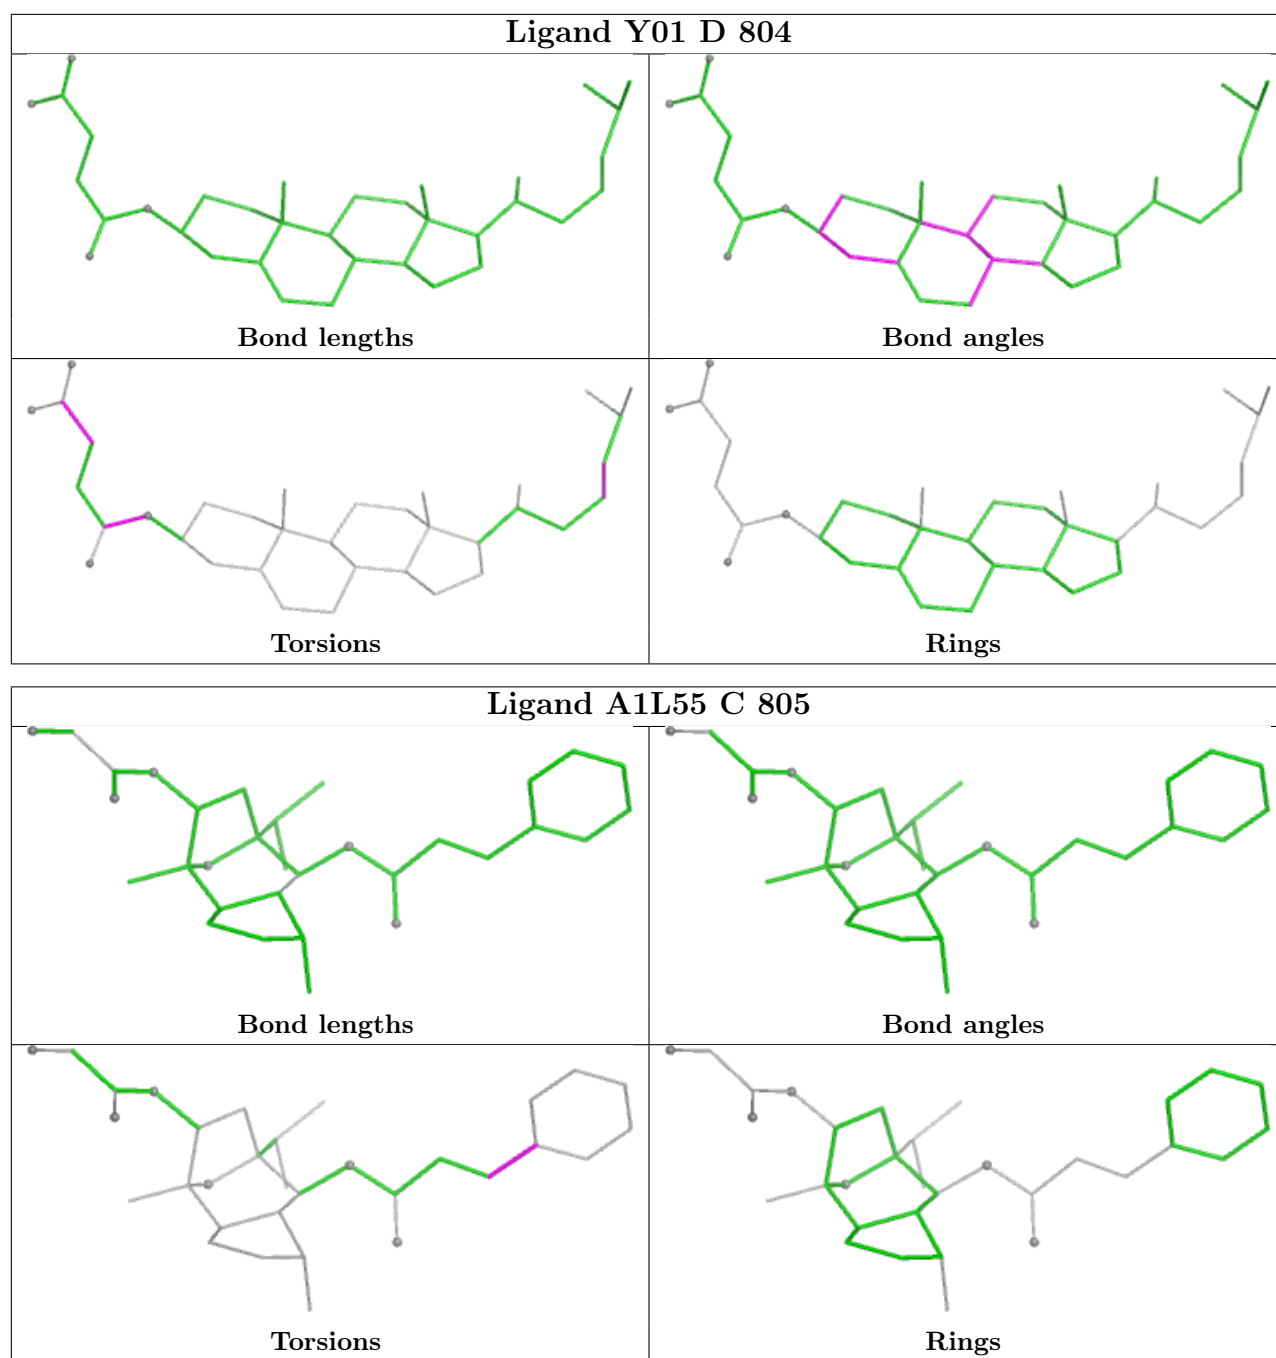 Ligand Y01 D 804
Bond lengths
Bond angles
Torsions
Rings
Ligand A1L55 C 805
Bond lengths
Bond angles
Torsions
Rings